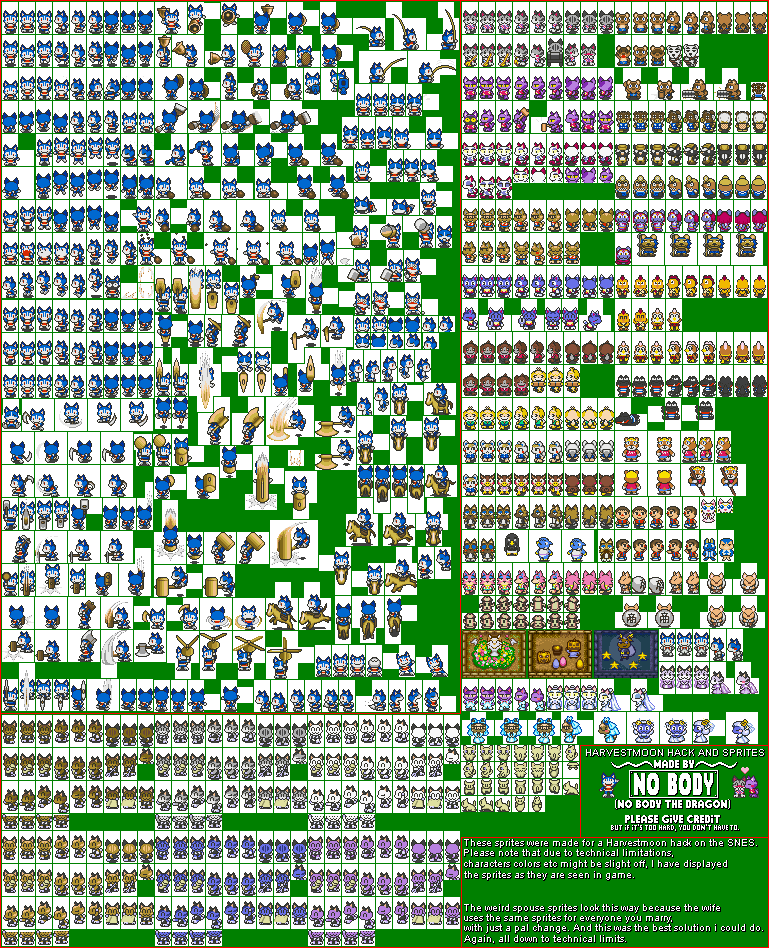 HARVESTMOON HACK AND SPRITES
MADE BY
NO BODY
(NO BODY THE DRAGON)
PLEASE GIVE CREDIT
BUT IF IT'S TOO HARD, YOU DON'T HAVE TO.
These sprites were made for a Harvestmoon hack on the SNES.
Please note that due to technical limitations,
characters colors etc might be slight off, I have displayed
the sprites as they are seen in game.
The weird spouse sprites look this way because the wife
uses the same sprites for everyone you marry,
with just a pal change. And this was the best solution i could do.
Again, all down to technical limits.